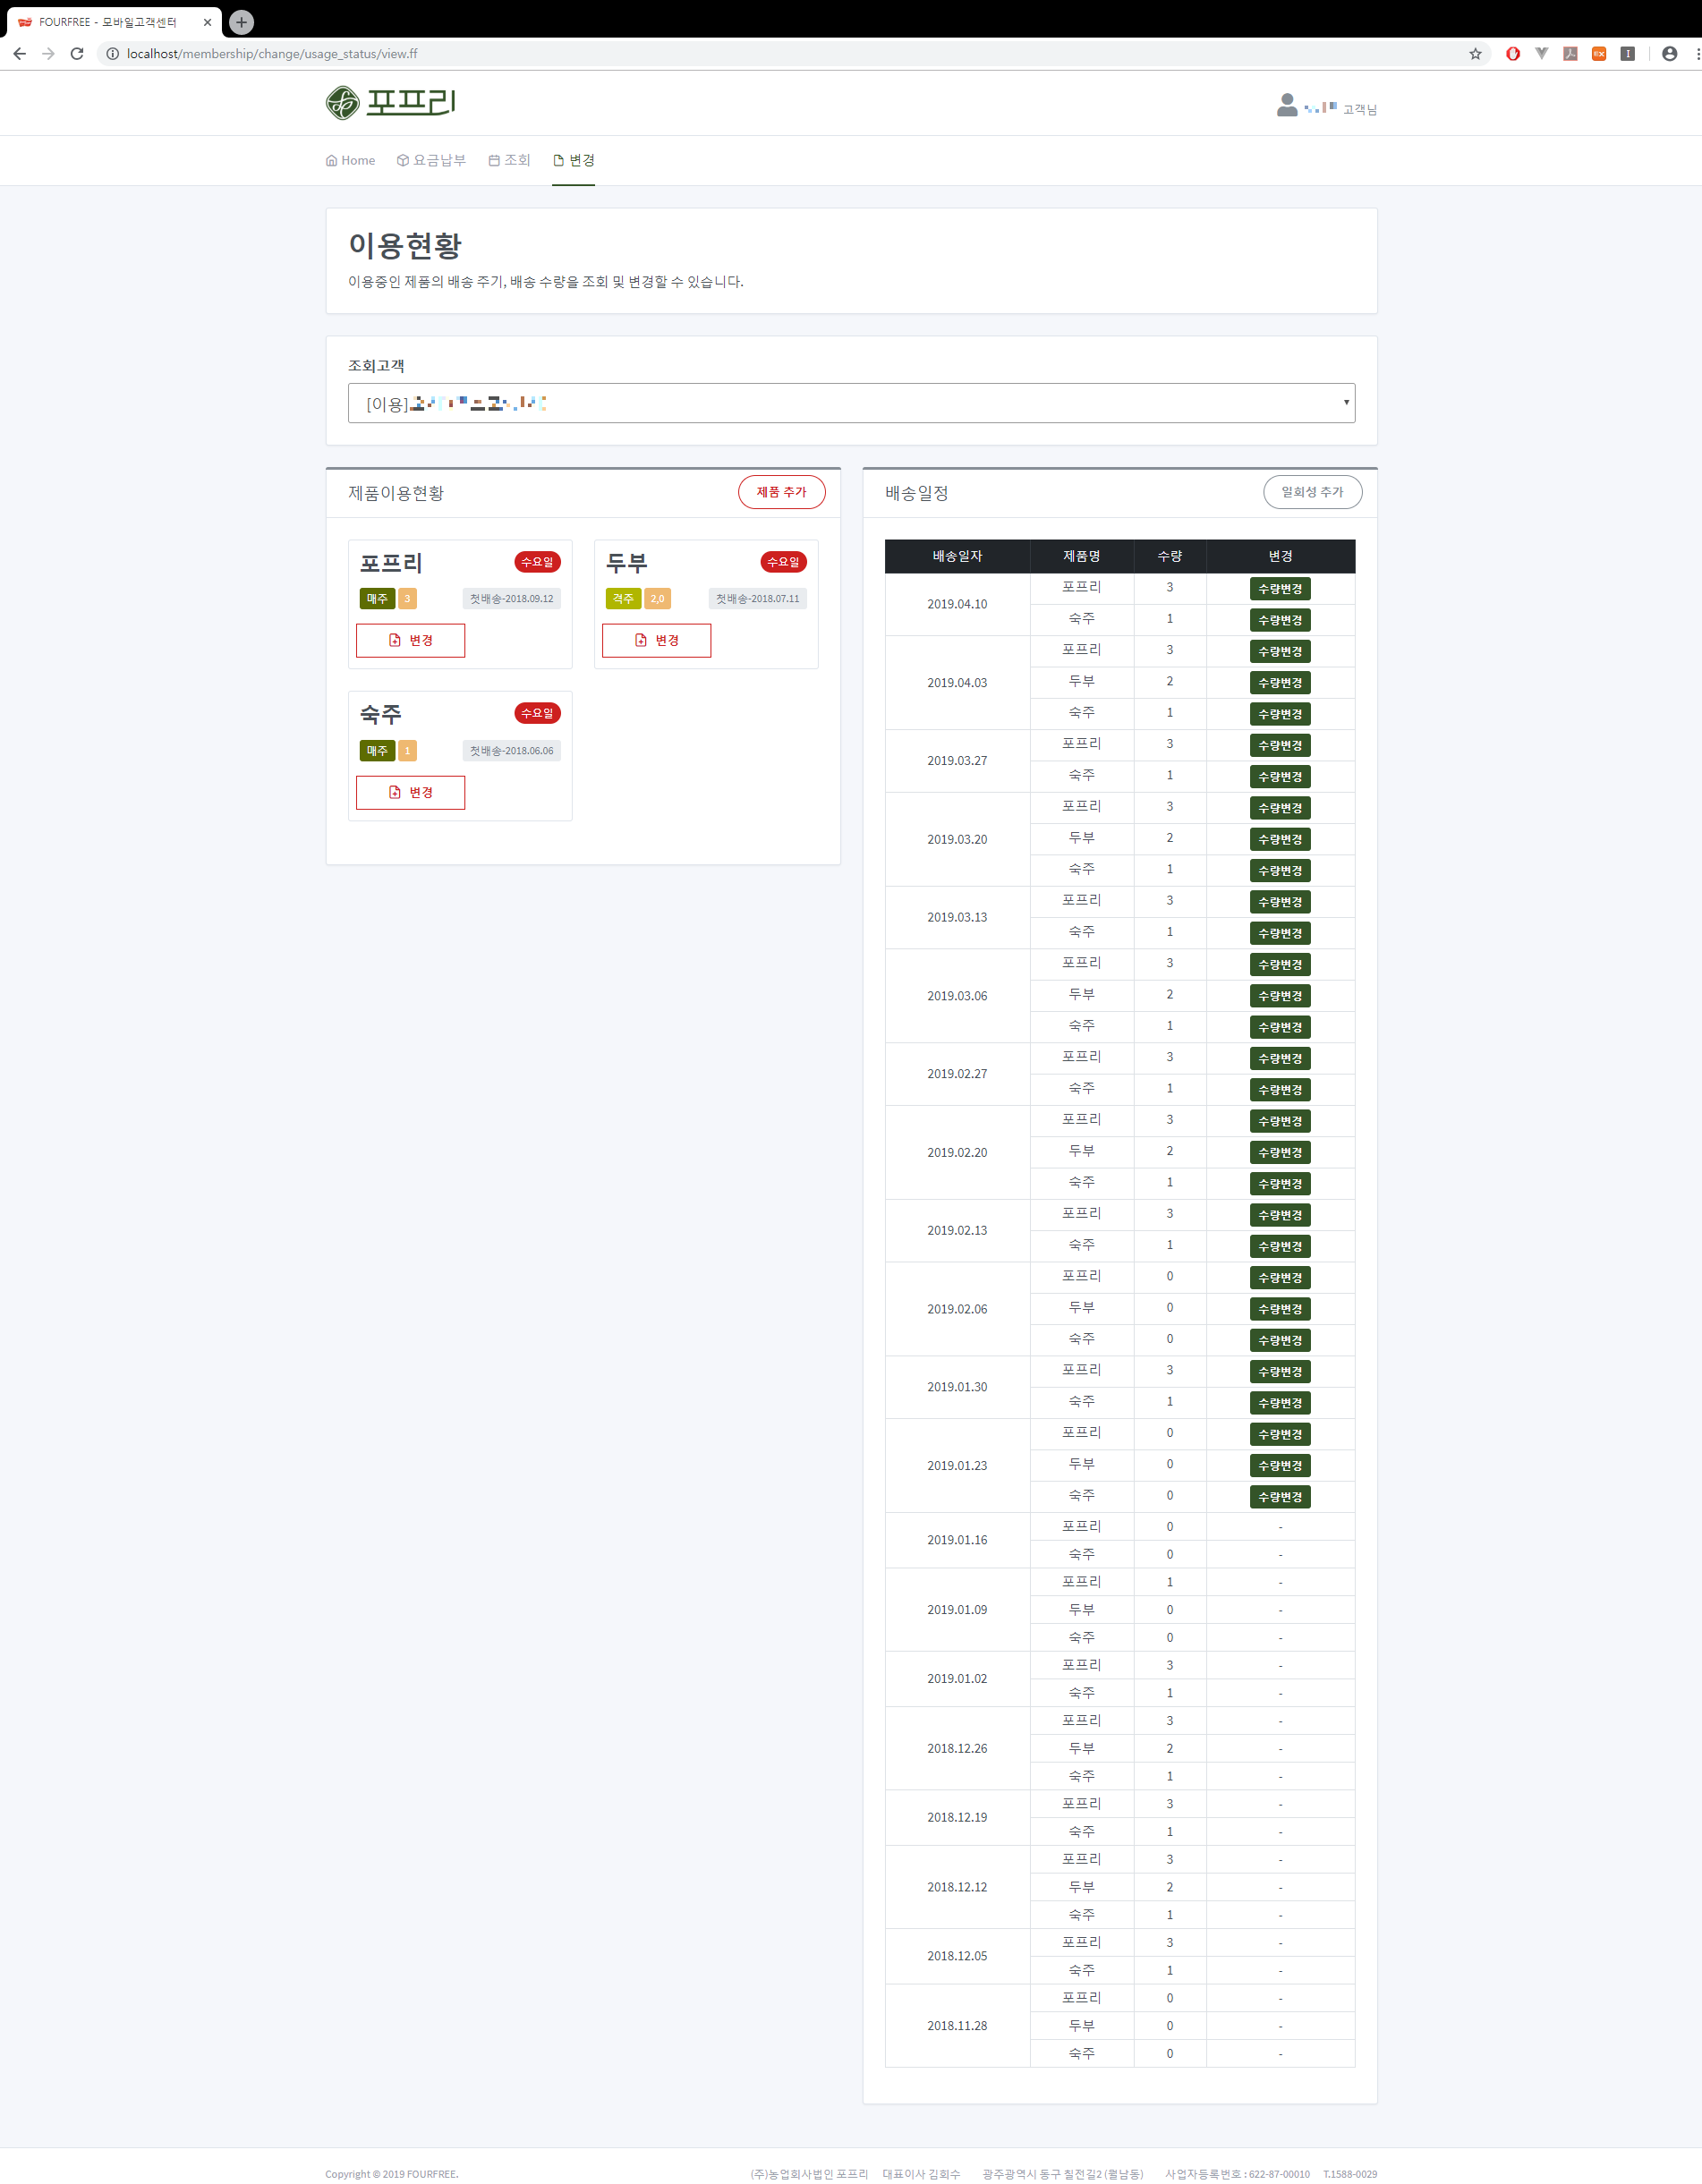 FOURFREE - 모바일고객센터
localhost/membership/change/usage_status/view.ff
포프리
고객님
Home 요금납부 조회 변경
이용현황
이용중인 제품의 배송 주기, 배송 수량을 조회 및 변경할 수 있습니다.
조회고객
[이용]
제품이용현황 제품 추가
포프리 수요일
매주 3 첫배송-2018.09.12
변경
두부 수요일
격주 2,0 첫배송-2018.07.11
변경
숙주 수요일
매주 1 첫배송-2018.06.06
변경
배송일정 일회성 추가
배송일자 제품명 수량 변경
2019.04.10 포프리 3 수량변경
숙주 1 수량변경
2019.04.03 포프리 3 수량변경
두부 2 수량변경
숙주 1 수량변경
2019.03.27 포프리 3 수량변경
숙주 1 수량변경
2019.03.20 포프리 3 수량변경
두부 2 수량변경
숙주 1 수량변경
2019.03.13 포프리 3 수량변경
숙주 1 수량변경
2019.03.06 포프리 3 수량변경
두부 2 수량변경
숙주 1 수량변경
2019.02.27 포프리 3 수량변경
숙주 1 수량변경
2019.02.20 포프리 3 수량변경
두부 2 수량변경
숙주 1 수량변경
2019.02.13 포프리 3 수량변경
숙주 1 수량변경
2019.02.06 포프리 0 수량변경
두부 0 수량변경
숙주 0 수량변경
2019.01.30 포프리 3 수량변경
숙주 1 수량변경
2019.01.23 포프리 0 수량변경
두부 0 수량변경
숙주 0 수량변경
2019.01.16 포프리 0 -
숙주 0 -
2019.01.09 포프리 1 -
두부 0 -
숙주 0 -
2019.01.02 포프리 3 -
숙주 1 -
2018.12.26 포프리 3 -
두부 2 -
숙주 1 -
2018.12.19 포프리 3 -
숙주 1 -
2018.12.12 포프리 3 -
두부 2 -
숙주 1 -
2018.12.05 포프리 3 -
숙주 1 -
2018.11.28 포프리 0 -
두부 0 -
숙주 0 -
Copyright © 2019 FOURFREE. (주)농업회사법인 포프리 대표이사 김회수 광주광역시 동구 칠전길2 (월남동) 사업자등록번호 : 622-87-00010 T.1588-0029